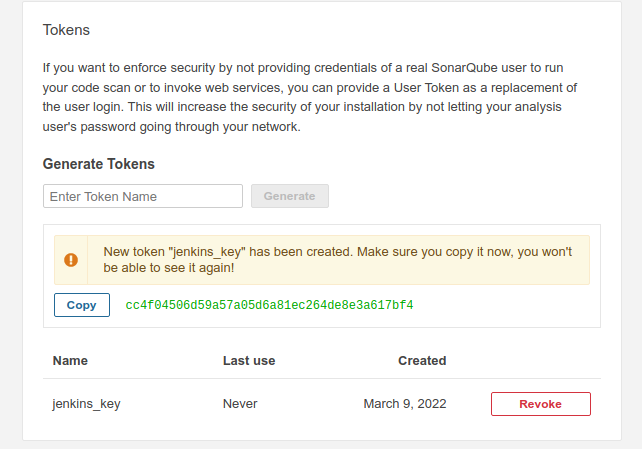 Tokens
If you want to enforce security by not providing credentials of a real SonarQube user to run
your code scan or to invoke web services, you can provide a User Token as a replacement of
the user login. This will increase the security of your installation by not letting your analysis
user's password going through your network.
Generate Tokens
Enter Token Name Generate
New token "jenkins_key" has been created. Make sure you copy it now, you won't
be able to see it again!
Copy cc4f04506d59a57a05d6a81ec264de8e3a617bf4
Name Last use Created
jenkins_key Never March 9, 2022 Revoke